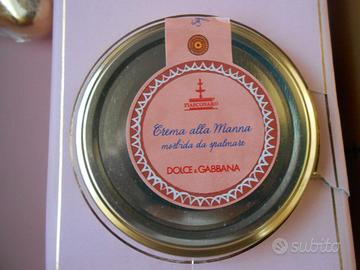 FIASCONARO
Crema alla Manna
morbida da spalmare
DOLCE & GABBANA
subito